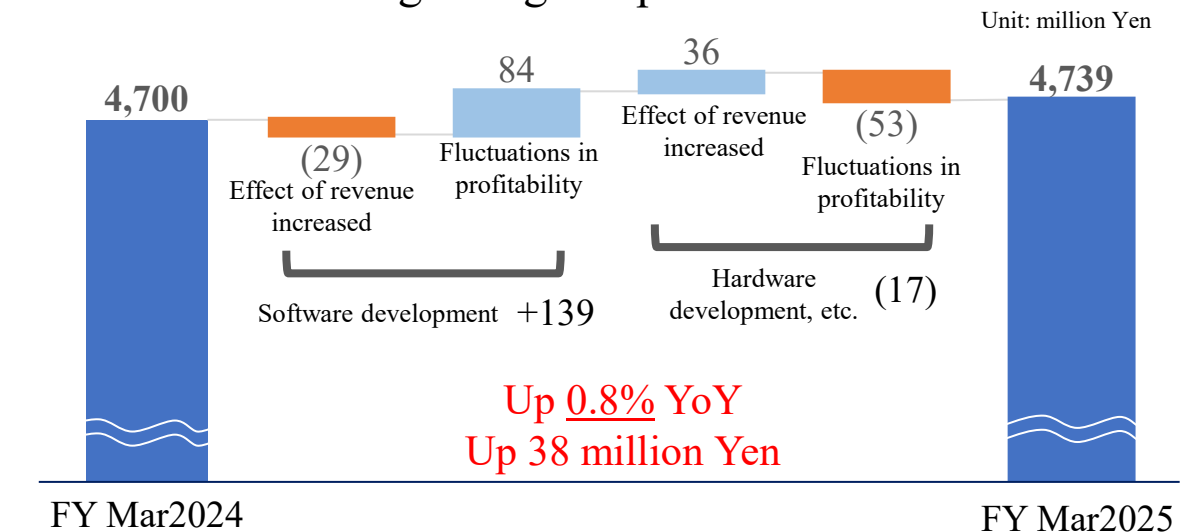 Unit: million Yen
4,700
(29)
Effect of revenue
increased
84
Fluctuations in
profitability
36
Effect of revenue
increased
(53)
Fluctuations in
profitability
4,739
Software development +139
Hardware
development, etc. (17)
Up 0.8% YoY
Up 38 million Yen
FY Mar2024
FY Mar2025